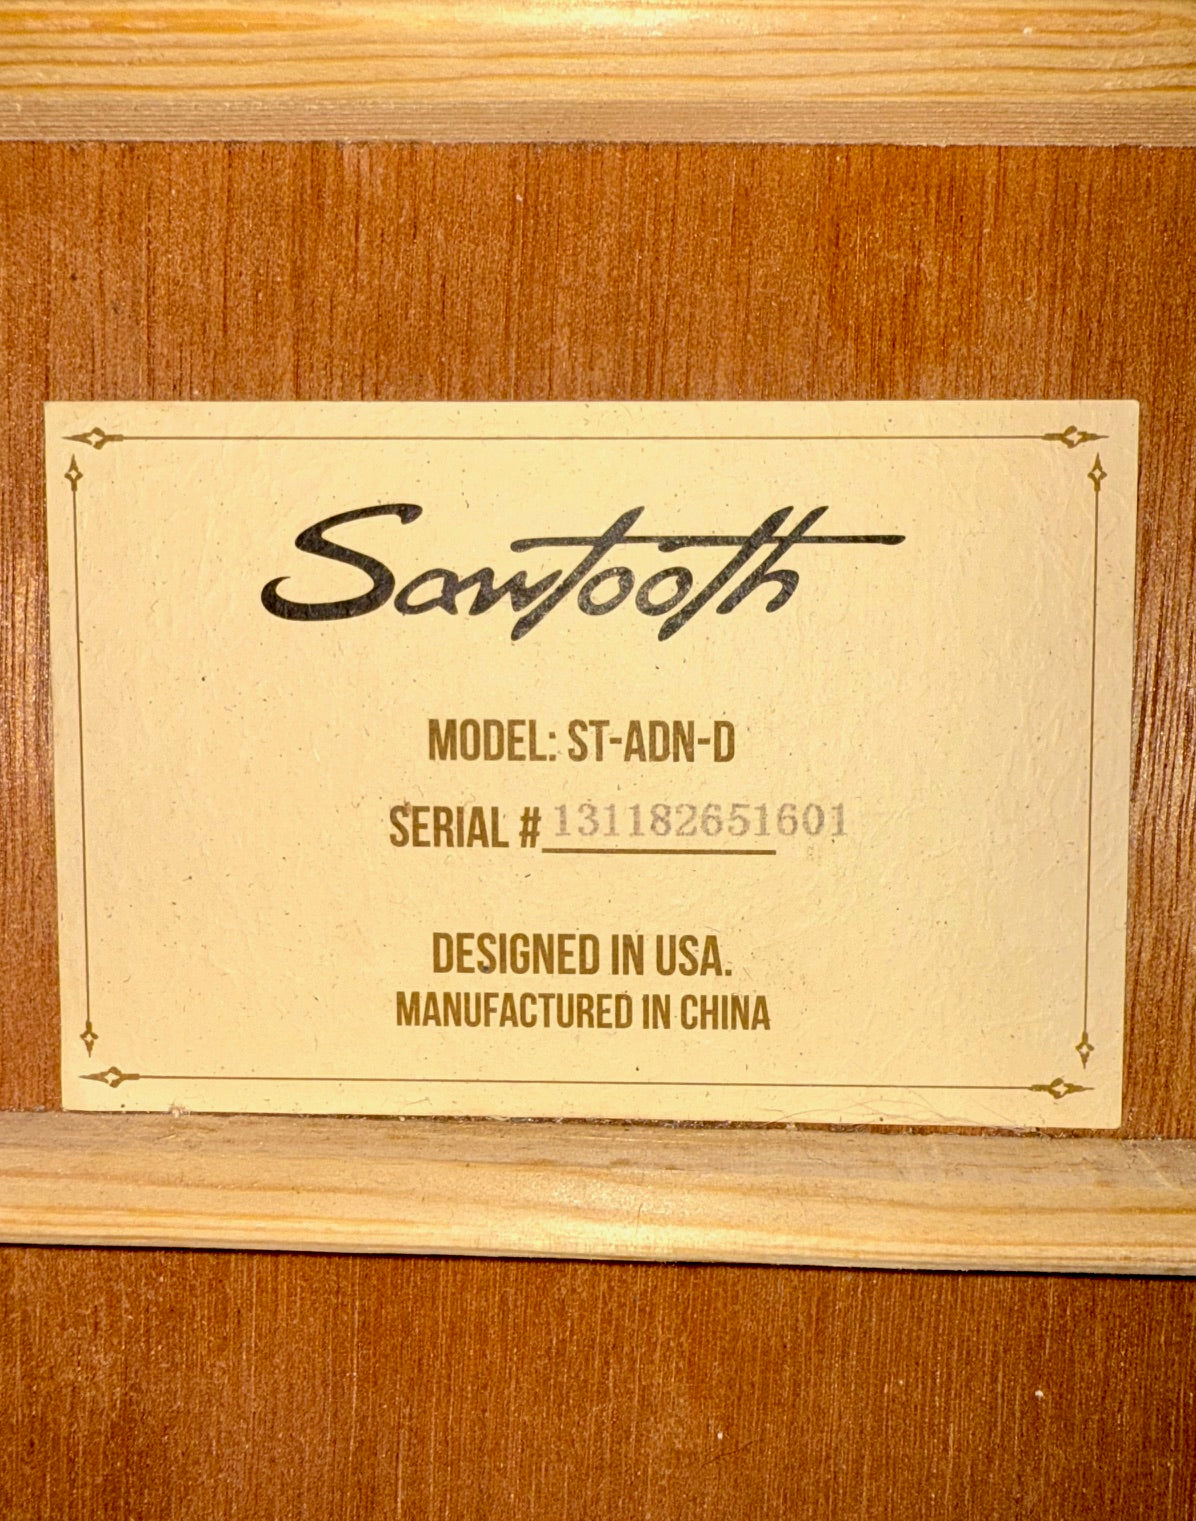 Sawtooth
MODEL: ST-ADN-D
SERIAL # 131182651601
DESIGNED IN USA.
MANUFACTURED IN CHINA